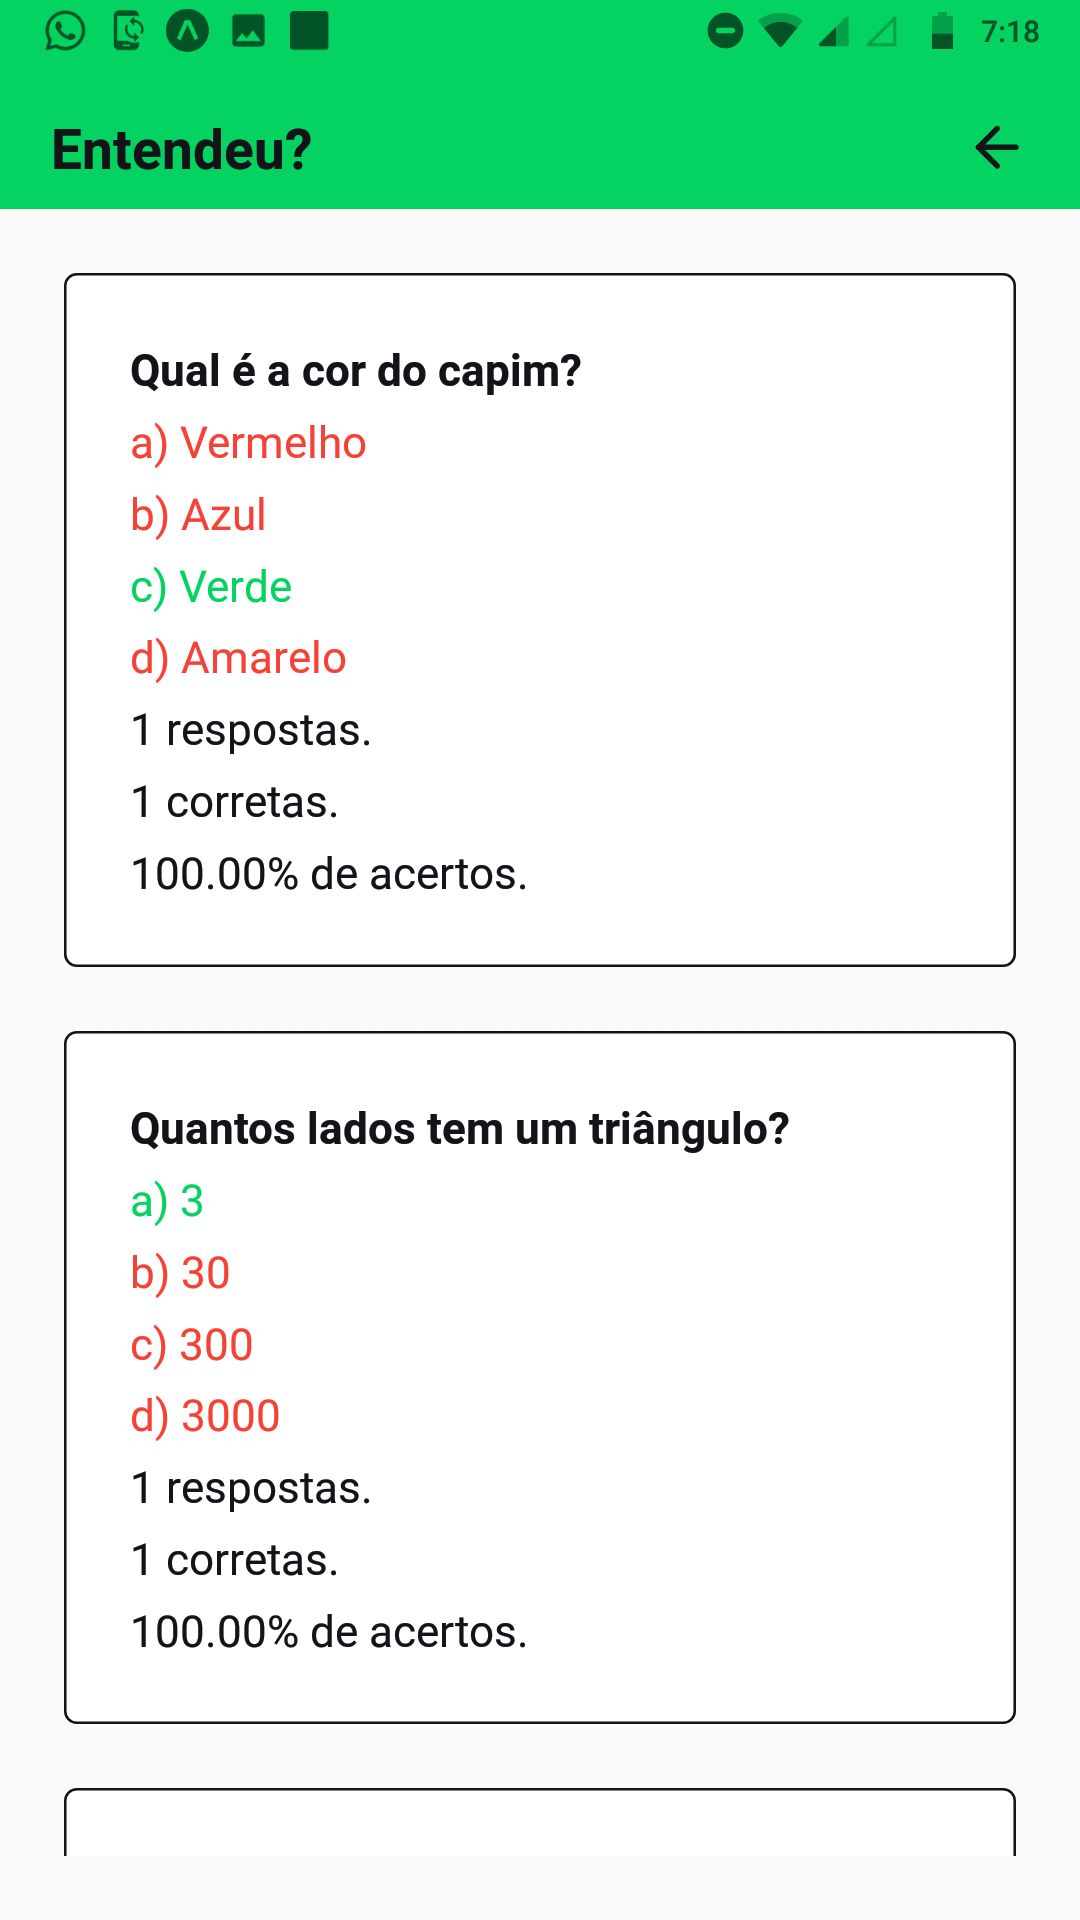 7:18
Entendeu?
Qual é a cor do capim?
a) Vermelho
b) Azul
c) Verde
d) Amarelo
1 respostas.
1 corretas.
100.00% de acertos.
Quantos lados tem um triângulo?
a) 3
b) 30
c) 300
d) 3000
1 respostas.
1 corretas.
100.00% de acertos.